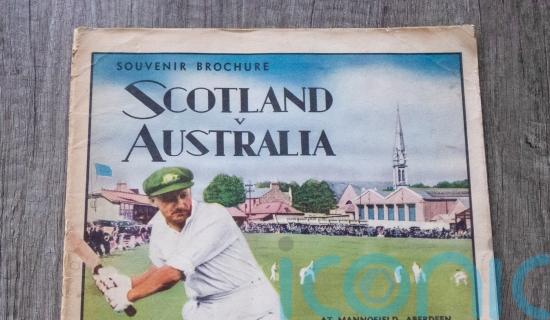 SOUVENIR BROCHURE
SCOTLAND
v
AUSTRALIA
iconic
AT MANNOFIELD, ABERDEEN